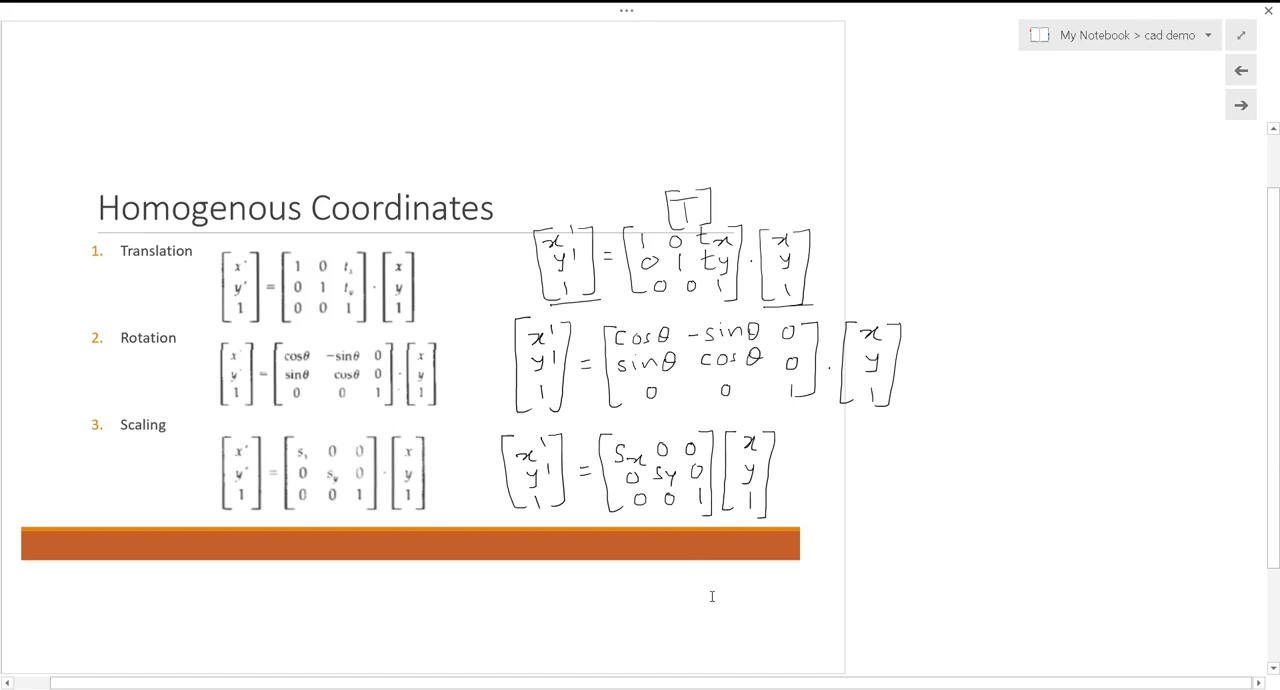 My Notebook > cad demo
Homogenous Coordinates
[T]
1. Translation
[x' y' 1] = [1 0 tx; 0 1 ty; 0 0 1] · [x y 1]
[x' y' 1] = [1 0 tx; 0 1 ty; 0 0 1] · [x y 1]
2. Rotation
[x' y' 1] = [cosθ -sinθ 0; sinθ cosθ 0; 0 0 1] · [x y 1]
[x' y' 1] = [cosθ -sinθ 0; sinθ cosθ 0; 0 0 1] · [x y 1]
3. Scaling
[x' y' 1] = [sx 0 0; 0 sy 0; 0 0 1] · [x y 1]
[x' y' 1] = [Sx 0 0; 0 Sy 0; 0 0 1] [x y 1]